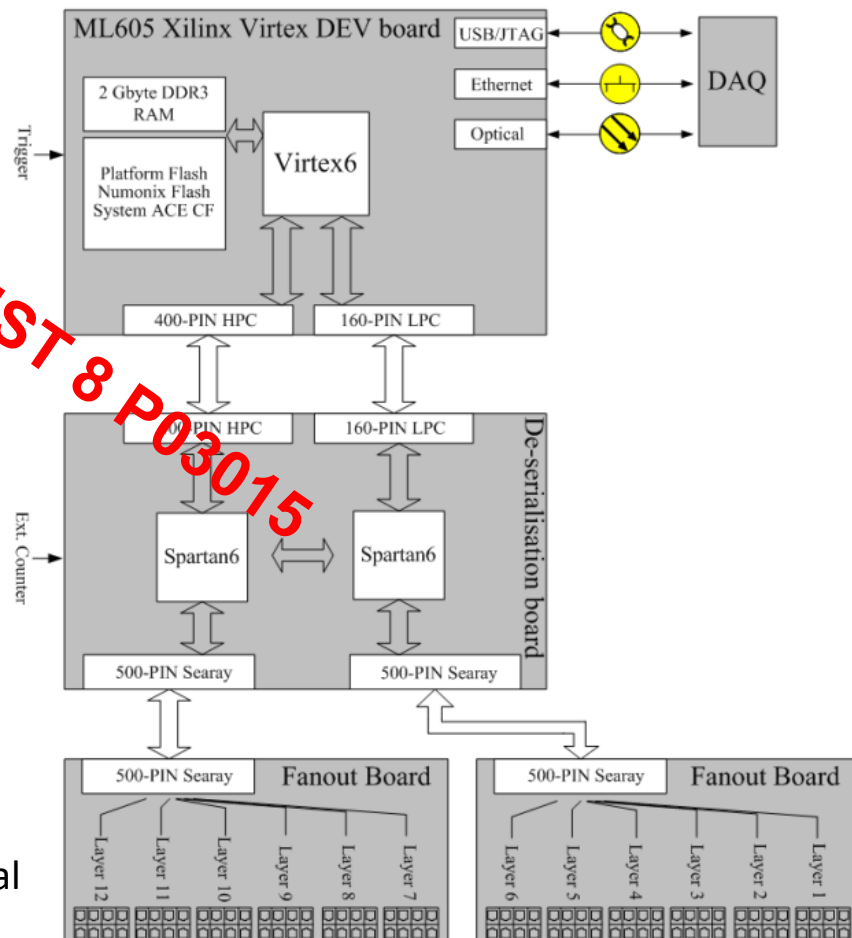 ML605 Xilinx Virtex DEV board
USB/JTAG
Ethernet
Optical
DAQ
2 Gbyte DDR3
RAM
Platform Flash
Numonix Flash
System ACE CF
Virtex6
Trigger
400-PIN HPC
160-PIN LPC
ST 8 P03015
PIN HPC
160-PIN LPC
De-serialisation board
Spartan6
Spartan6
Ext. Counter
500-PIN Searay
500-PIN Searay
500-PIN Searay
Fanout Board
500-PIN Searay
Fanout Board
Layer 12
Layer 11
Layer 10
Layer 9
Layer 8
Layer 7
Layer 6
Layer 5
Layer 4
Layer 3
Layer 2
Layer 1
al